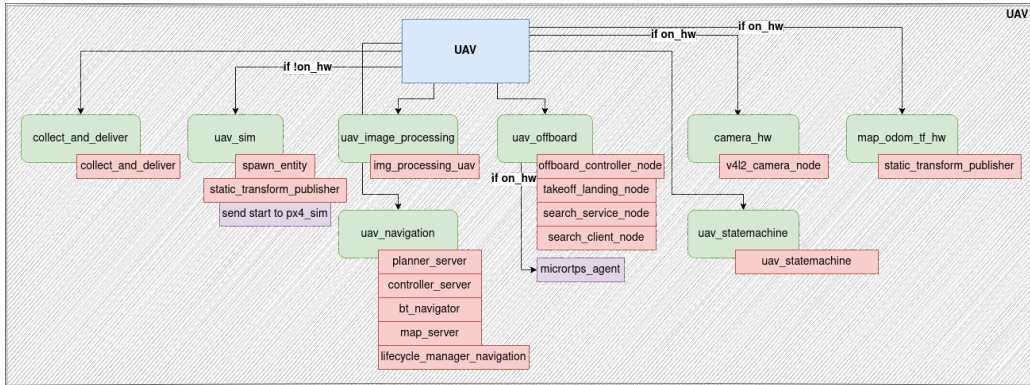 UAV
UAV
if on_hw
if on_hw
if !on_hw
collect_and_deliver
collect_and_deliver
uav_sim
spawn_entity
static_transform_publisher
send start to px4_sim
uav_image_processing
img_processing_uav
uav_offboard
if on_hw
offboard_controller_node
takeoff_landing_node
search_service_node
search_client_node
micrortps_agent
camera_hw
v4l2_camera_node
map_odom_tf_hw
static_transform_publisher
uav_navigation
planner_server
controller_server
bt_navigator
map_server
lifecycle_manager_navigation
uav_statemachine
uav_statemachine